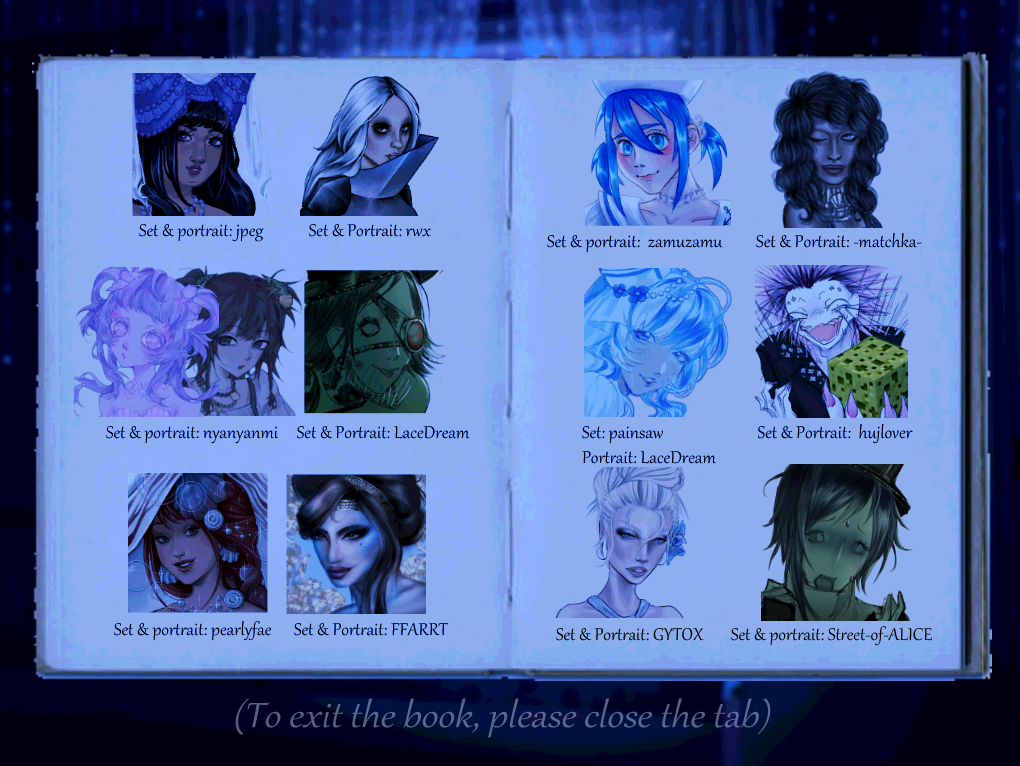 Set & portrait: jpeg
Set & Portrait: rwx
Set & portrait: nyanyanmi
Set & Portrait: LaceDream
Set & portrait: pearlyfae
Set & Portrait: FFARRT
Set & portrait: zamuzamu
Set & Portrait: -matchka-
Set: painsaw
Portrait: LaceDream
Set & Portrait: hujlover
Set & Portrait: GYTOX
Set & portrait: Street-of-ALICE
(To exit the book, please close the tab)